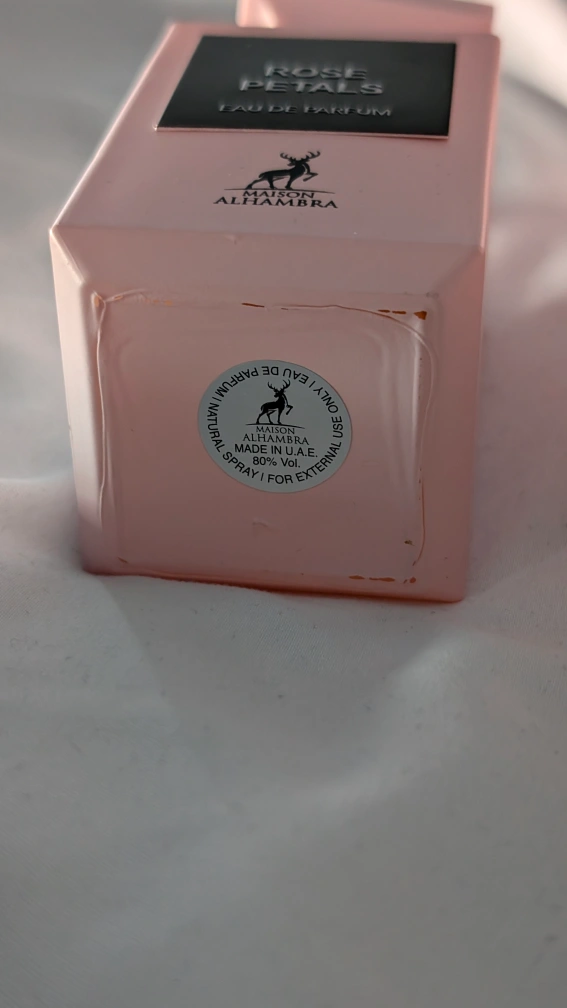 ROSE
PETALS
EAU DE PARFUM
MAISON
ALHAMBRA
NATURAL SPRAY | FOR EXTERNAL USE ONLY | EAU DE PARFUM |
MAISON
ALHAMBRA
MADE IN U.A.E.
80% Vol.